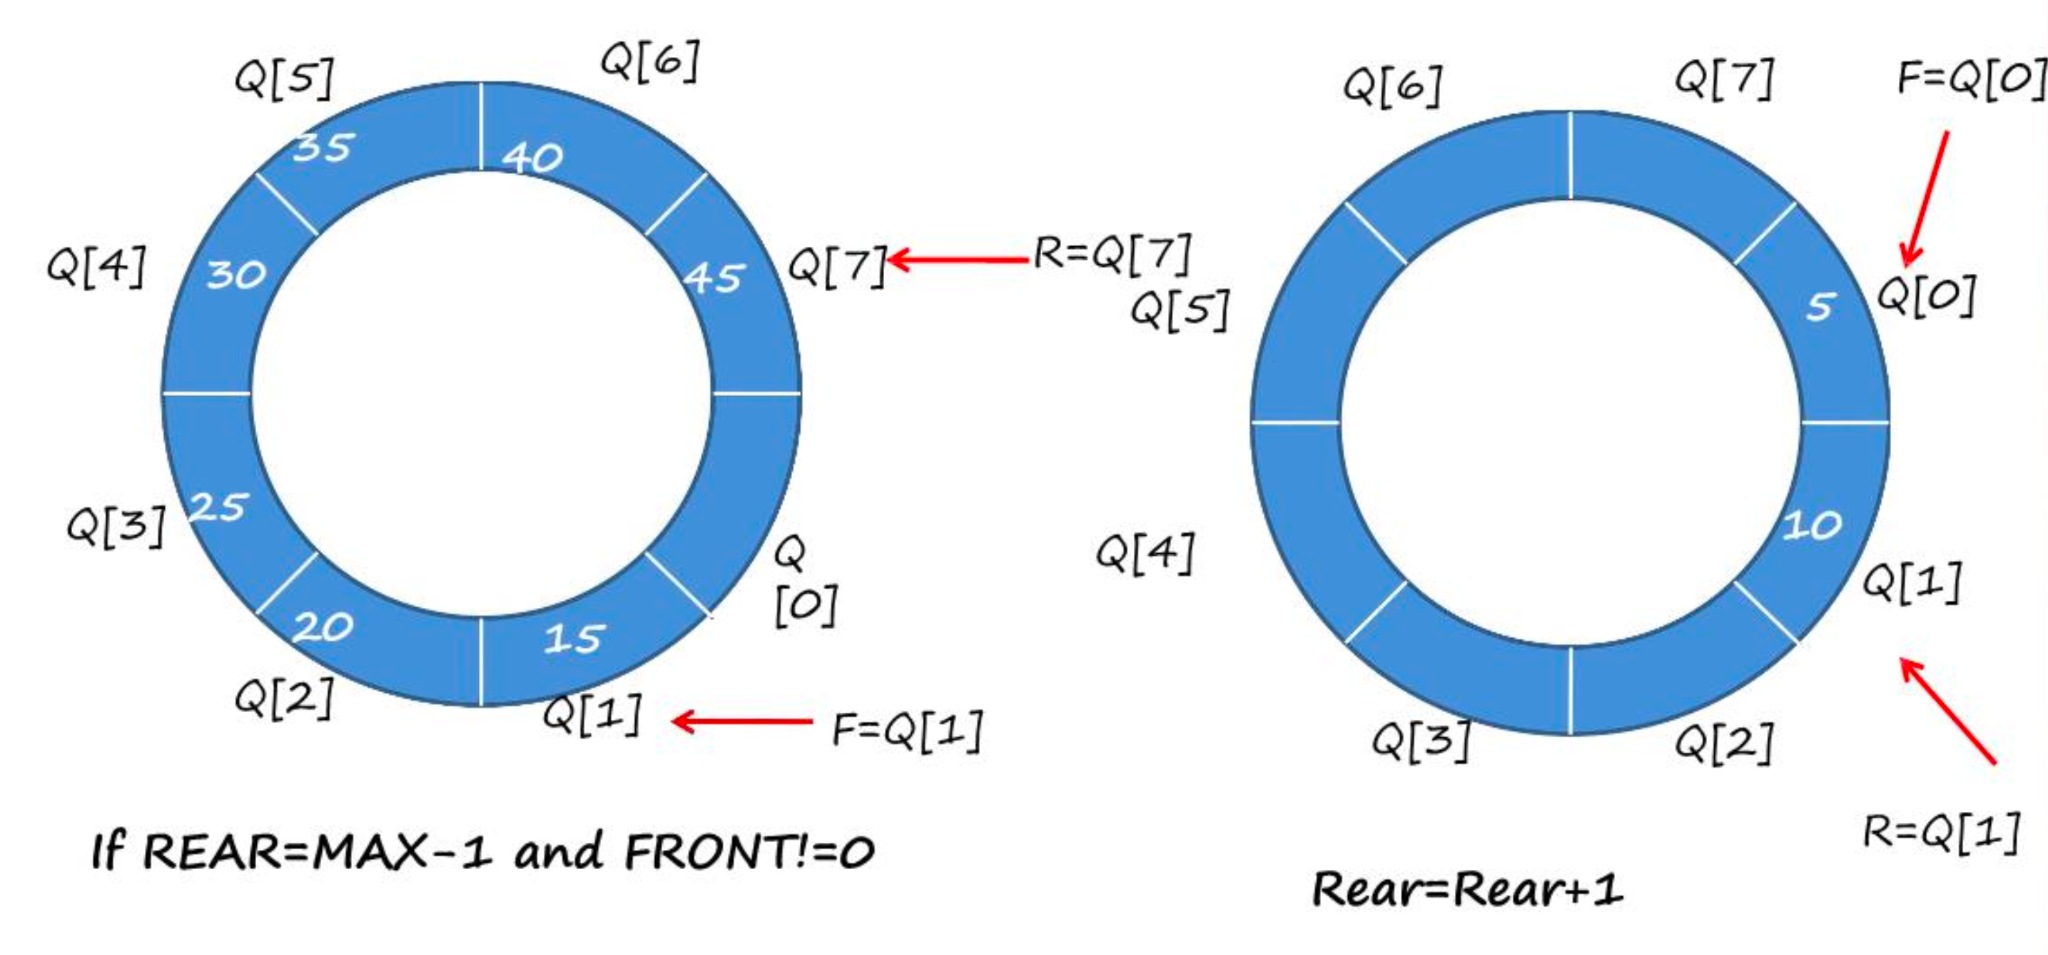 Q[5]
Q[6]
35
40
Q[4]
30
45
Q[7]
R=Q[7]
Q[3]
25
Q
[0]
20
15
Q[2]
Q[1]
F=Q[1]
If REAR=MAX-1 and FRONT!=0
Q[6]
Q[7]
F=Q[0]
Q[5]
5
Q[0]
Q[4]
10
Q[1]
Q[3]
Q[2]
R=Q[1]
Rear=Rear+1